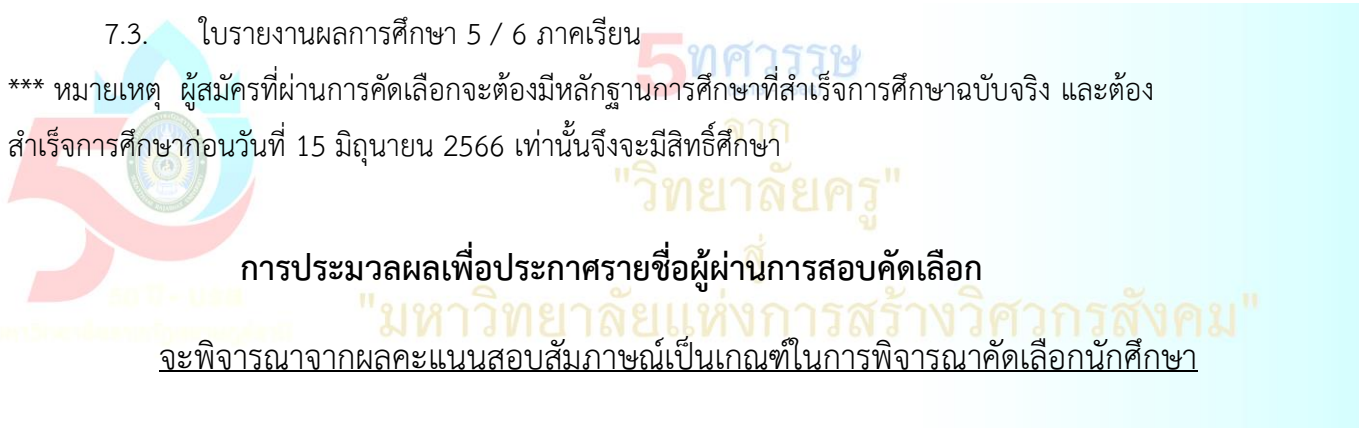 7.3. ใบรายงานผลการศึกษา 5 / 6 ภาคเรียน
5ทศวรรษ
*** หมายเหตุ ผู้สมัครที่ผ่านการคัดเลือกจะต้องมีหลักฐานการศึกษาที่สำเร็จการศึกษาฉบับจริง และต้อง
จาก
สำเร็จการศึกษาก่อนวันที่ 15 มิถุนายน 2566 เท่านั้นจึงจะมีสิทธิ์ศึกษา
"วิทยาลัยครู"
สู่
การประมวลผลเพื่อประกาศรายชื่อผู้ผ่านการสอบคัดเลือก
"มหาวิทยาลัยแห่งการสร้างวิศวกรสังคม"
จะพิจารณาจากผลคะแนนสอบสัมภาษณ์เป็นเกณฑ์ในการพิจารณาคัดเลือกนักศึกษา